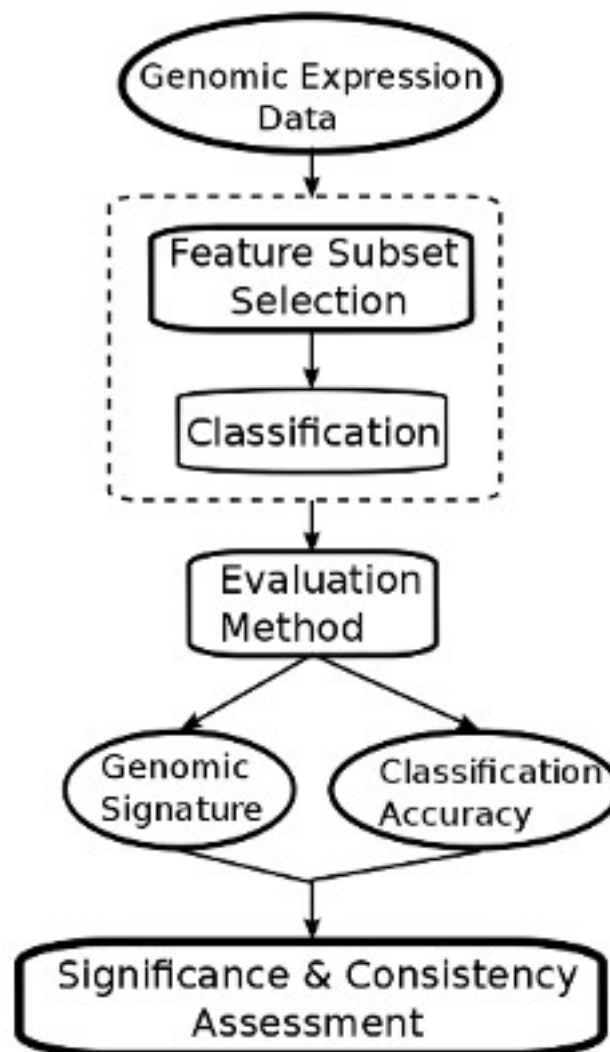 Genomic Expression
Data
Feature Subset
Selection
Classification
Evaluation
Method
Genomic
Signature
Classification
Accuracy
Significance & Consistency
Assessment